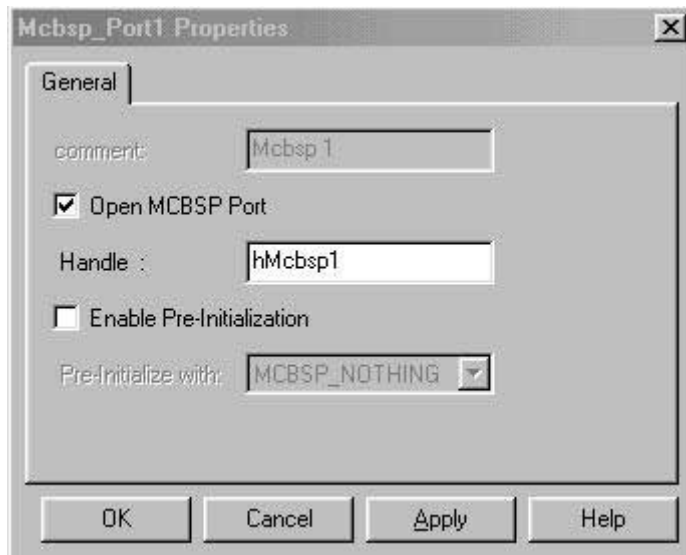 Mcbsp_Port1 Properties
General
comment: Mcbsp 1
Open MCBSP Port
Handle : hMcbsp1
Enable Pre-Initialization
Pre-Initialize with: MCBSP_NOTHING
OK Cancel Apply Help